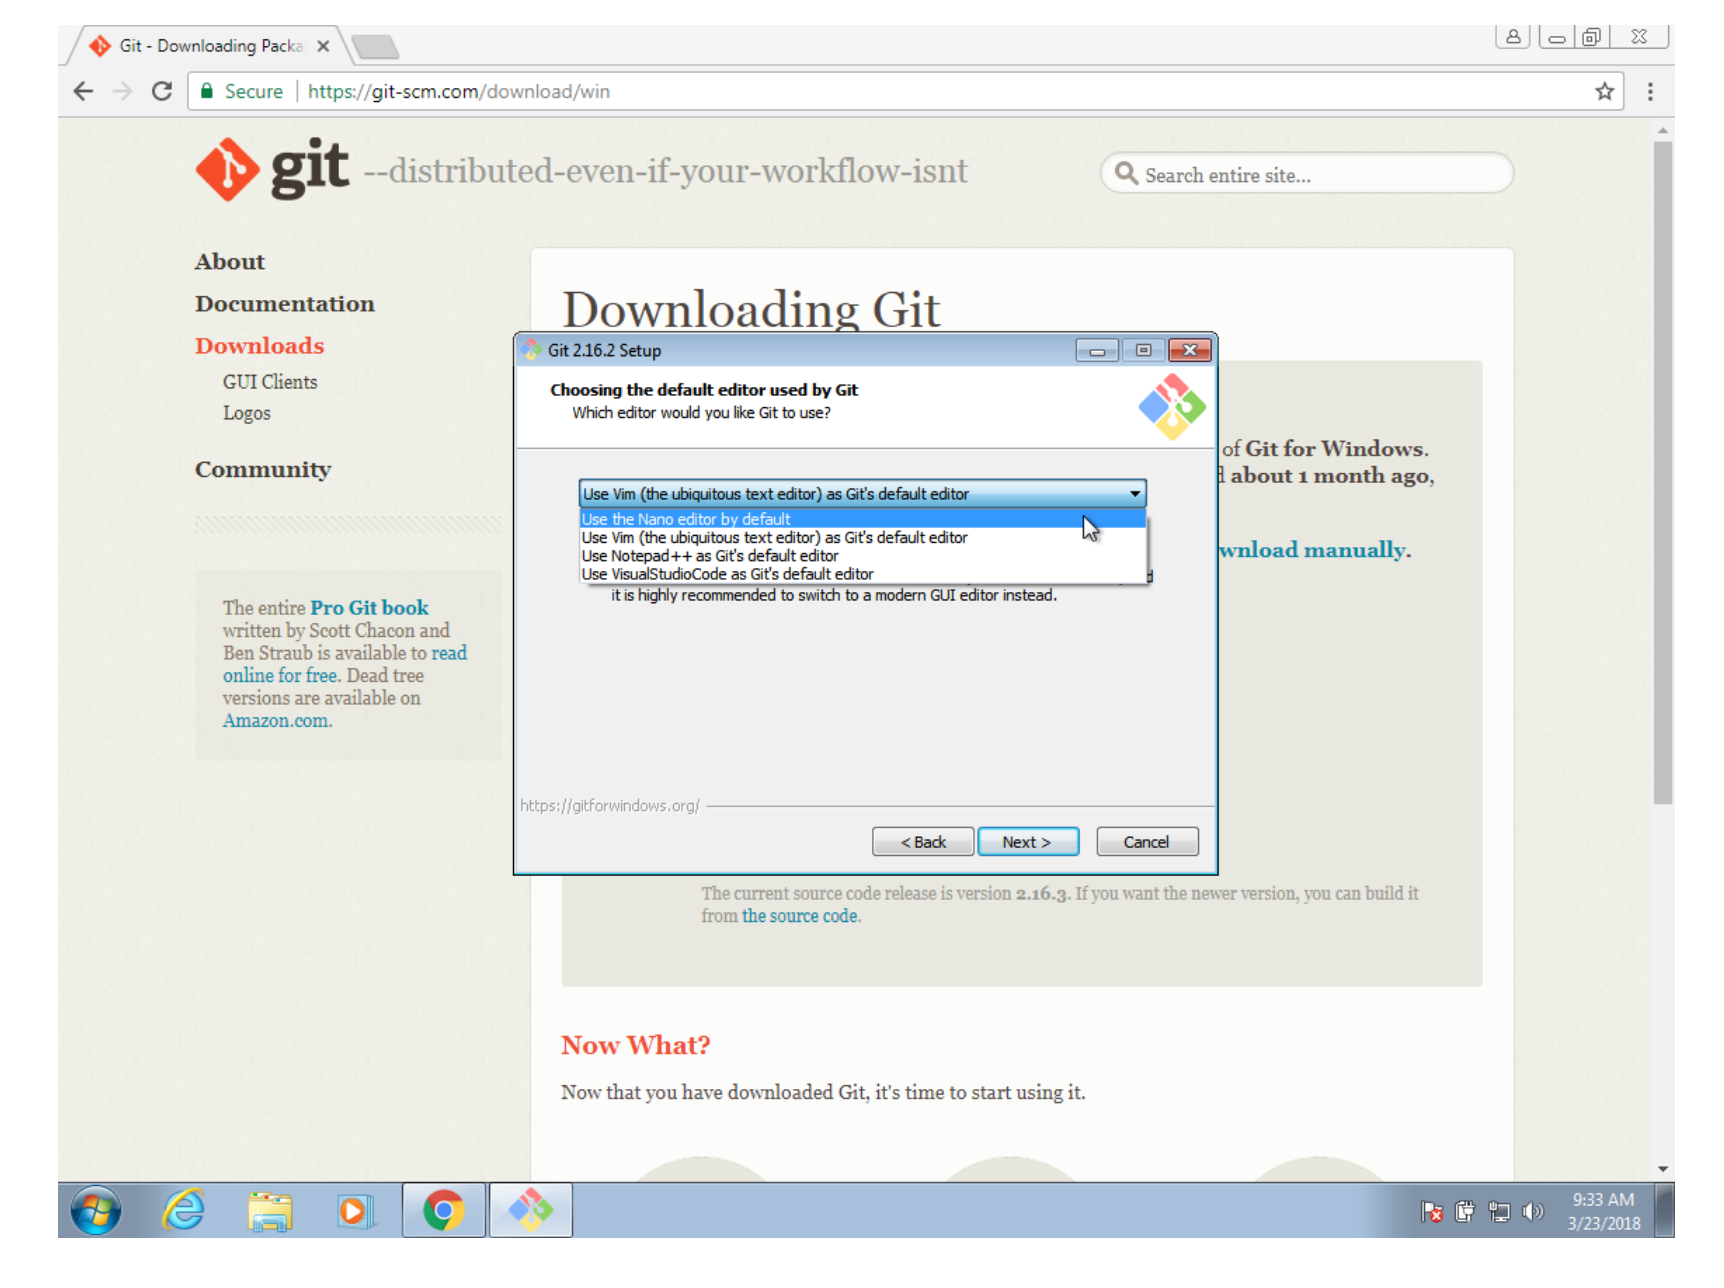 Git - Downloading Packa
Secure | https://git-scm.com/download/win
git --distributed-even-if-your-workflow-isnt
Search entire site...
About
Documentation
Downloads
GUI Clients
Logos
Community
The entire Pro Git book
written by Scott Chacon and
Ben Straub is available to read
online for free. Dead tree
versions are available on
Amazon.com.
Downloading Git
of Git for Windows.
about 1 month ago,
wnload manually.
Git 2.16.2 Setup
Choosing the default editor used by Git
Which editor would you like Git to use?
Use Vim (the ubiquitous text editor) as Git's default editor
Use the Nano editor by default
Use Vim (the ubiquitous text editor) as Git's default editor
Use Notepad++ as Git's default editor
Use VisualStudioCode as Git's default editor
it is highly recommended to switch to a modern GUI editor instead.
https://gitforwindows.org/
< Back
Next >
Cancel
The current source code release is version 2.16.3. If you want the newer version, you can build it
from the source code.
Now What?
Now that you have downloaded Git, it's time to start using it.
9:33 AM
3/23/2018